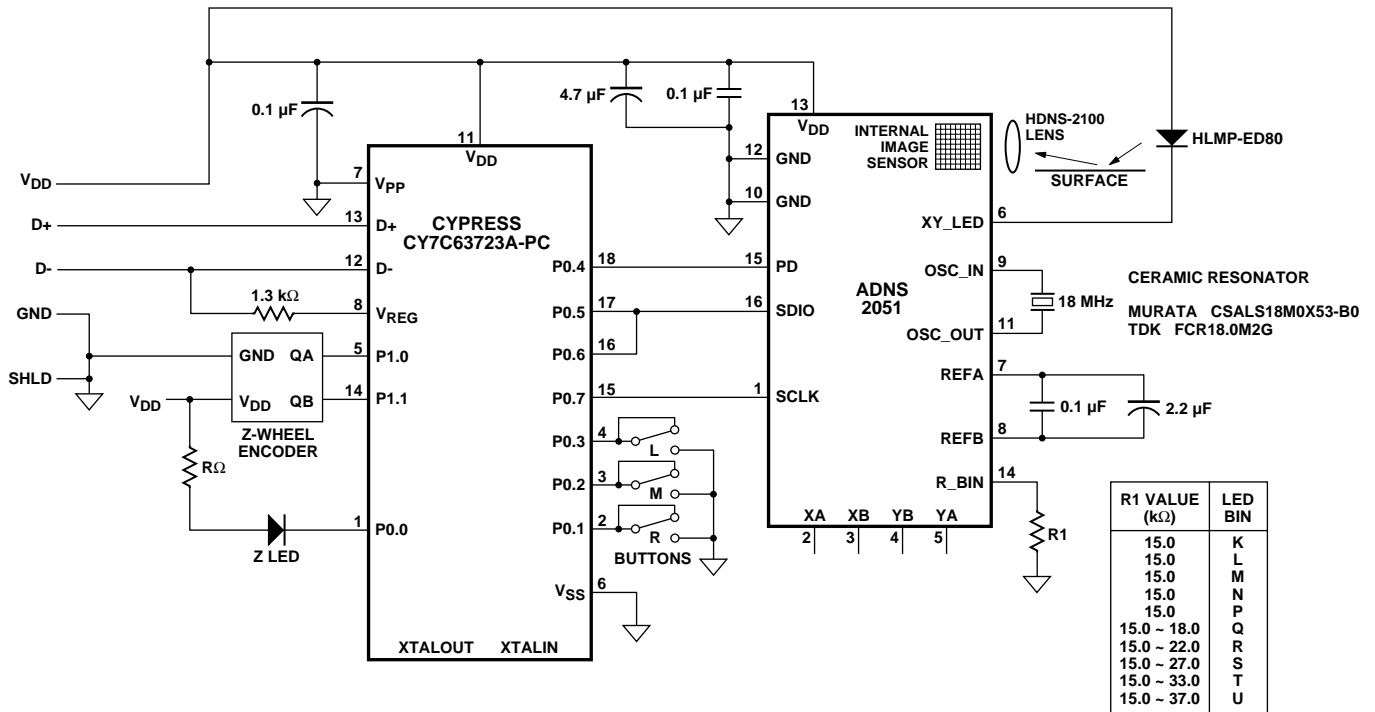 0.1 µF
4.7 µF
0.1 µF
13
VDD
INTERNAL
IMAGE
SENSOR
HDNS-2100
LENS
HLMP-ED80
SURFACE
11
VDD
12
GND
10
GND
VDD
7
VPP
CYPRESS
CY7C63723A-PC
D+
13
D+
D-
12
D-
1.3 kΩ
GND
8
VREG
SHLD
GND
QA
5
P1.0
VDD
VDD
QB
14
P1.1
Z-WHEEL
ENCODER
RΩ
Z LED
1
P0.0
P0.4
18
15
PD
P0.5
17
16
SDIO
P0.6
16
P0.7
15
1
SCLK
P0.3
4
L
P0.2
3
M
P0.1
2
R
BUTTONS
VSS
6
XTALOUT
XTALIN
ADNS
2051
XY_LED
6
OSC_IN
9
18 MHz
OSC_OUT
11
CERAMIC RESONATOR
MURATA CSALS18M0X53-B0
TDK FCR18.0M2G
REFA
7
0.1 µF
2.2 µF
REFB
8
R_BIN
14
R1
XA
XB
YB
YA
2
3
4
5
R1 VALUE
(kΩ)
LED
BIN
15.0 K
15.0 L
15.0 M
15.0 N
15.0 P
15.0 ~ 18.0 Q
15.0 ~ 22.0 R
15.0 ~ 27.0 S
15.0 ~ 33.0 T
15.0 ~ 37.0 U